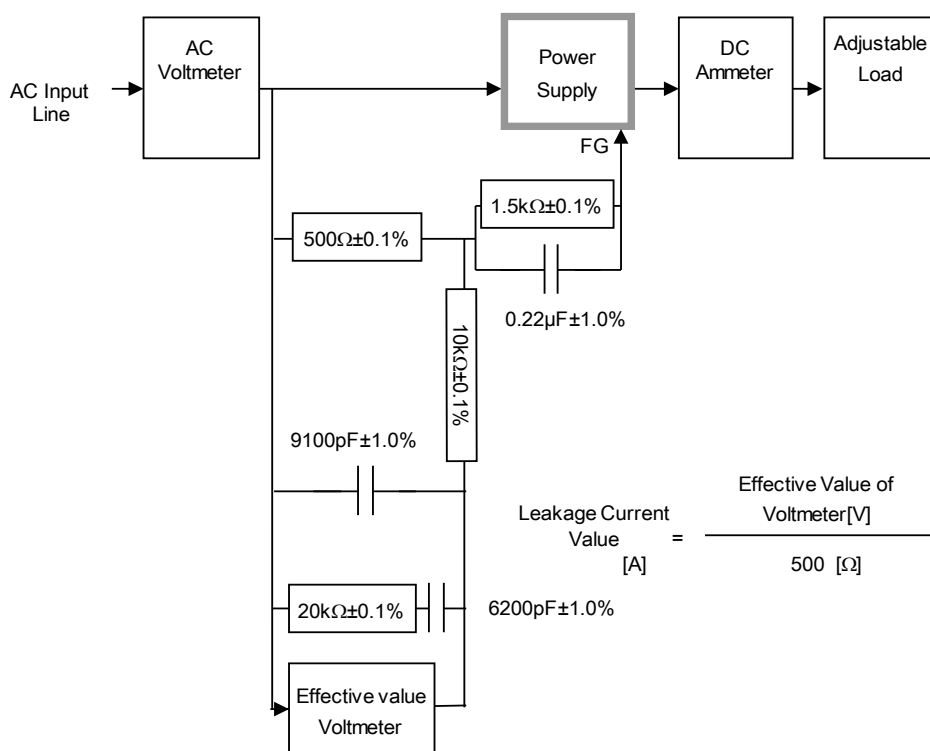 AC
Voltmeter
Power
Supply
DC
Ammeter
Adjustable
Load
AC Input
Line
FG
1.5kΩ±0.1%
500Ω±0.1%
0.22µF±1.0%
10kΩ±0.1%
9100pF±1.0%
Leakage Current
Value
[A]
=
Effective Value of
Voltmeter[V]
500 [Ω]
20kΩ±0.1%
6200pF±1.0%
Effective value
Voltmeter